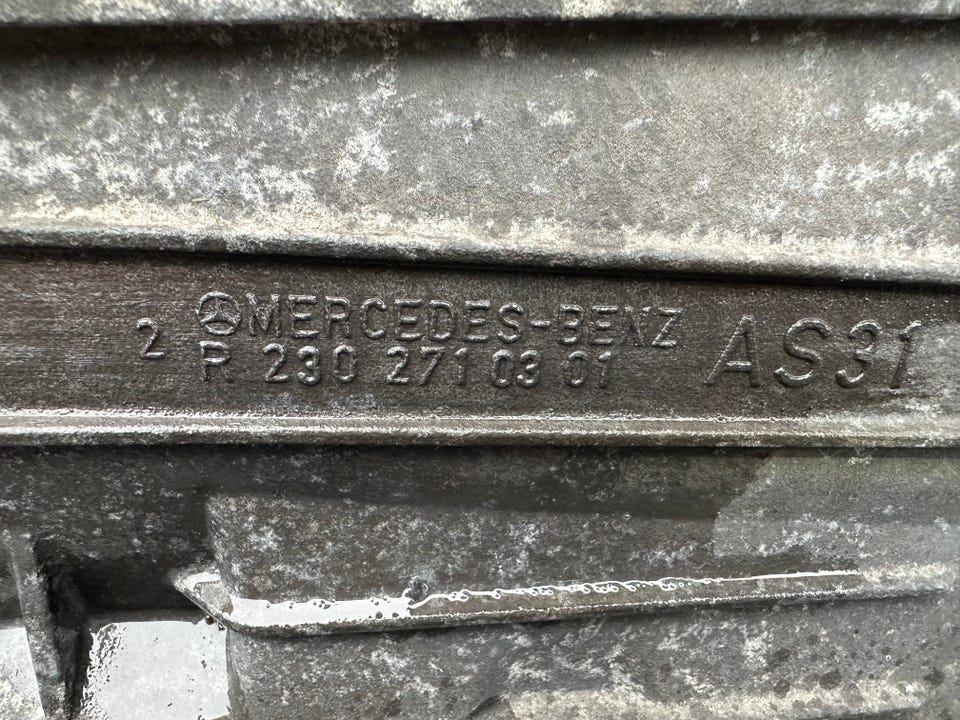 2 MERCEDES-BENZ AS31
R 230 271 03 01